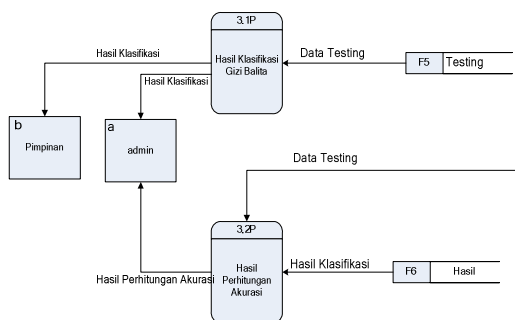 3,1P
Hasil Klasifikasi
Gizi Balita
Hasil Klasifikasi
Hasil Klasifikasi
Data Testing
F5 Testing
b
Pimpinan
a
admin
Data Testing
3,2P
Hasil
Perhitungan
Akurasi
Hasil Perhitungan Akurasi
Hasil Klasifikasi
F6 Hasil